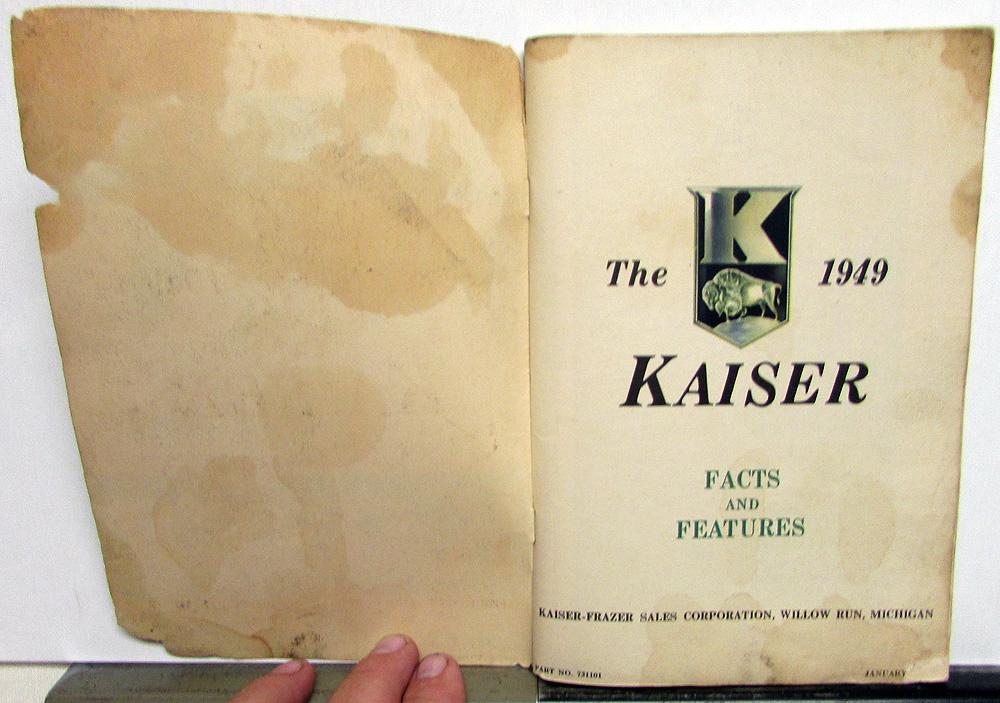 K
The 1949
KAISER
FACTS
AND
FEATURES
KAISER-FRAZER SALES CORPORATION, WILLOW RUN, MICHIGAN
PART NO. 731101 JANUARY